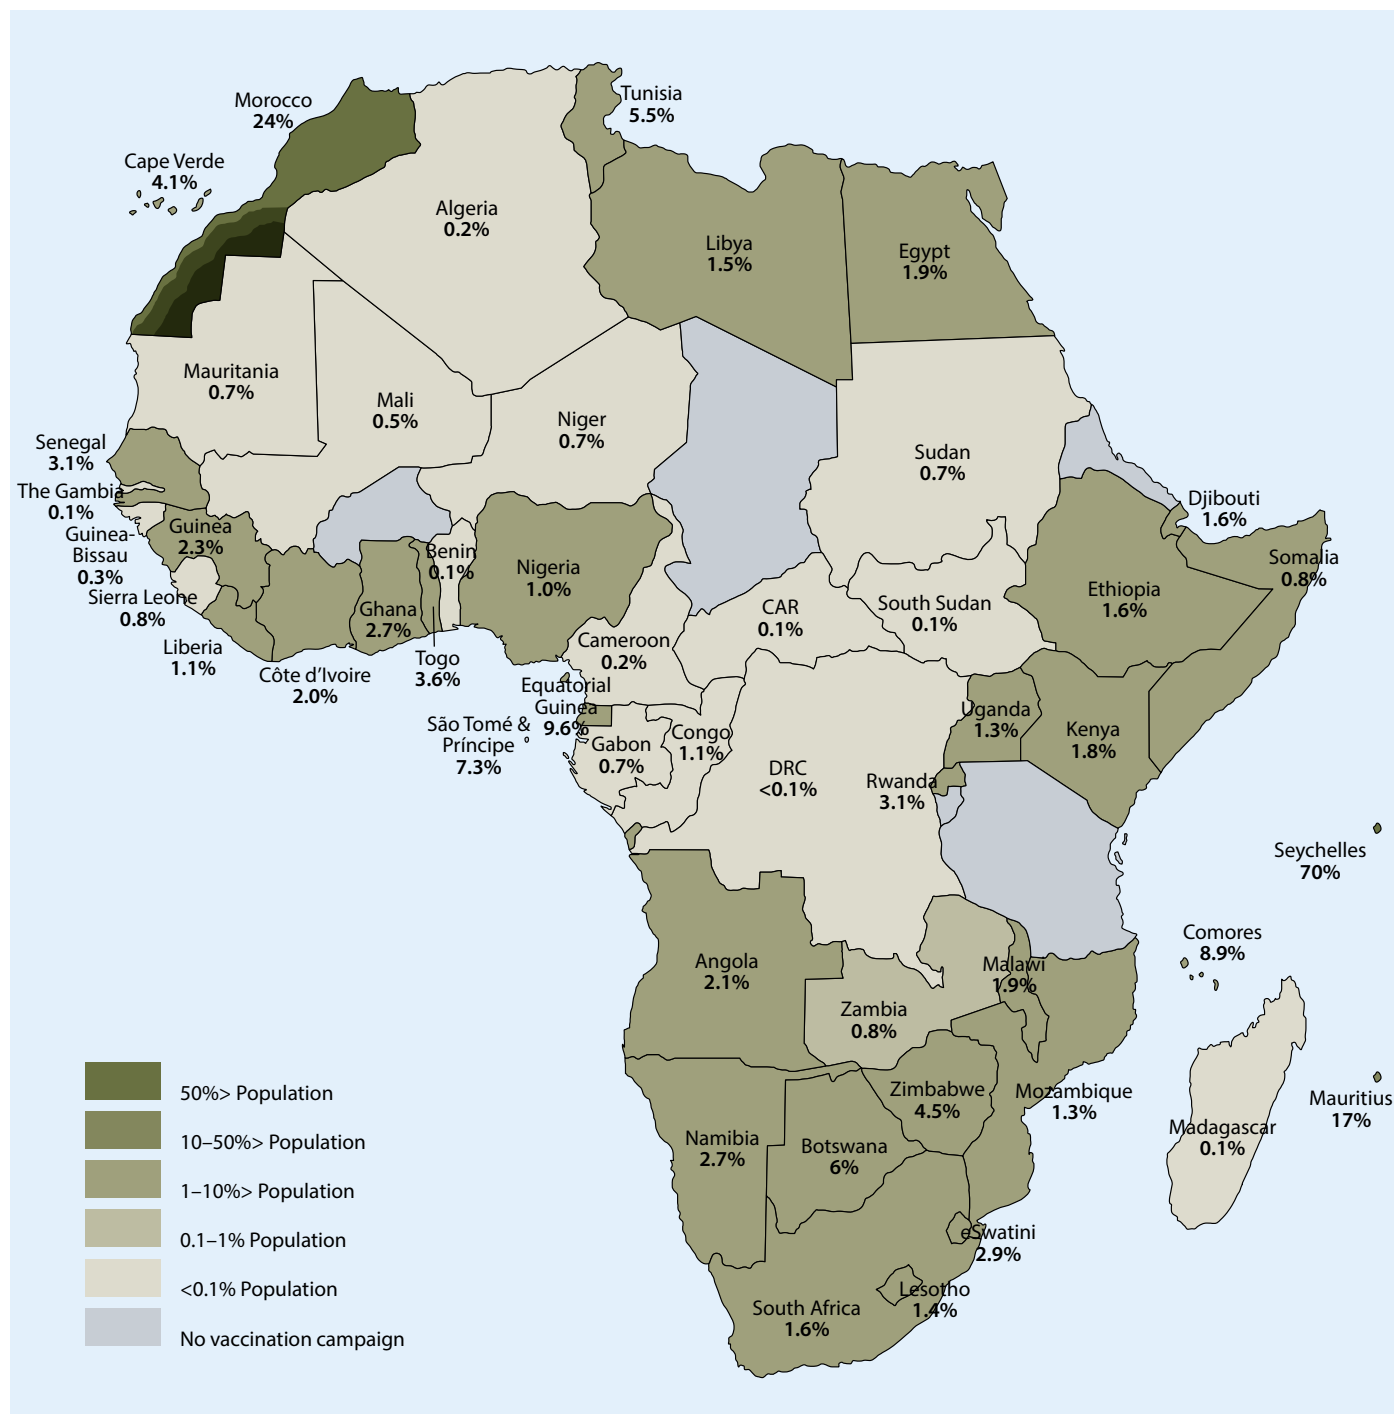 Morocco
24%
Tunisia
5.5%
Cape Verde
4.1%
Algeria
0.2%
Libya
1.5%
Egypt
1.9%
Mauritania
0.7%
Mali
0.5%
Niger
0.7%
Senegal
3.1%
Sudan
0.7%
The Gambia
0.1%
Djibouti
1.6%
Guinea-
Bissau
0.3%
Guinea
2.3%
Benin
0.1%
Nigeria
1.0%
Somalia
0.8%
Sierra Leone
0.8%
Ghana
2.7%
CAR
0.1%
South Sudan
0.1%
Ethiopia
1.6%
Liberia
1.1%
Côte d’Ivoire
2.0%
Togo
3.6%
Cameroon
0.2%
Equatorial
Guinea
9.6%
São Tomé &
Príncipe
7.3%
Gabon
0.7%
Congo
1.1%
DRC
<0.1%
Uganda
1.3%
Kenya
1.8%
Rwanda
3.1%
Seychelles
70%
Comores
8.9%
Angola
2.1%
Malawi
1.9%
Zambia
0.8%
Zimbabwe
4.5%
Mozambique
1.3%
Mauritius
17%
Madagascar
0.1%
Namibia
2.7%
Botswana
6%
eSwatini
2.9%
Lesotho
1.4%
South Africa
1.6%
50%> Population
10–50%> Population
1–10%> Population
0.1–1% Population
<0.1% Population
No vaccination campaign